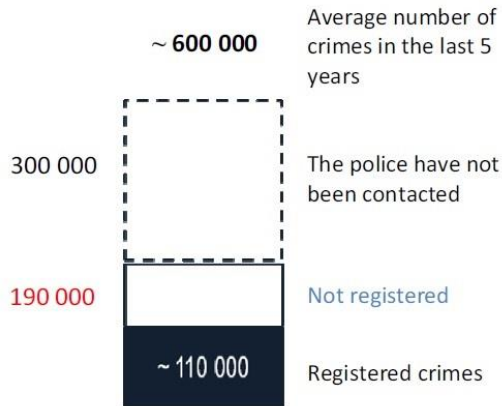 ~ 600 000
Average number of
crimes in the last 5
years
300 000
The police have not
been contacted
190 000
Not registered
~ 110 000
Registered crimes